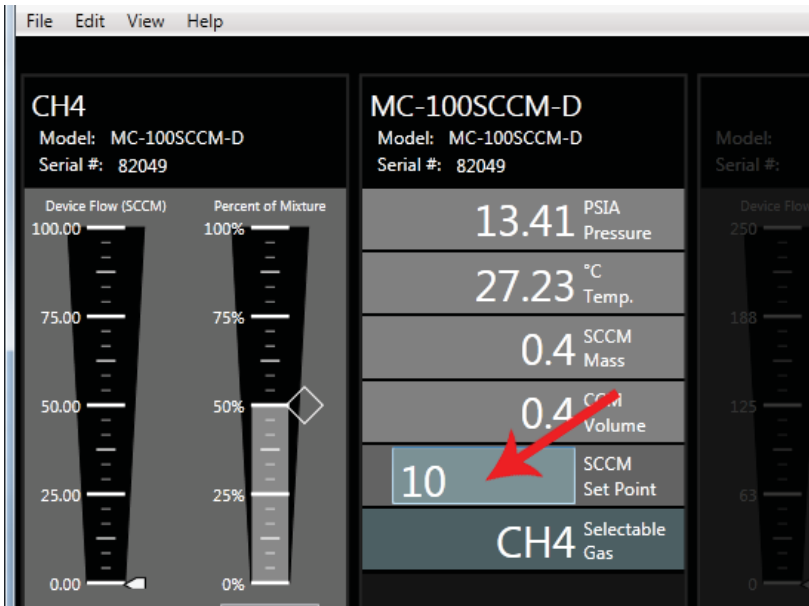 File Edit View Help
CH4
Model: MC-100SCCM-D
Serial #: 82049
Device Flow (SCCM) Percent of Mixture
100.00 100%
75.00 75%
50.00 50%
25.00 25%
0.00 0%
MC-100SCCM-D
Model: MC-100SCCM-D
Serial #: 82049
13.41 PSIA
Pressure
27.23 °C
Temp.
0.4 SCCM
Mass
0.4 CCM
Volume
10 SCCM
Set Point
CH4 Selectable
Gas
Model:
Serial #:
Device Flow
250
188
125
63
0